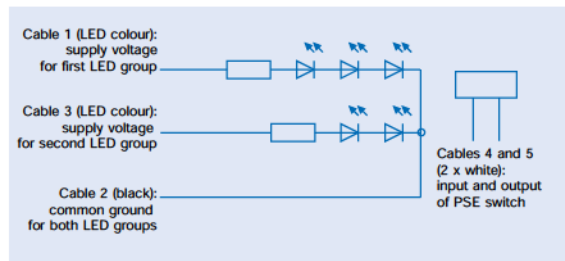 Cable 1 (LED colour):
supply voltage
for first LED group
Cable 3 (LED colour):
supply voltage
for second LED group
Cable 2 (black):
common ground
for both LED groups
Cables 4 and 5
(2 x white):
input and output
of PSE switch